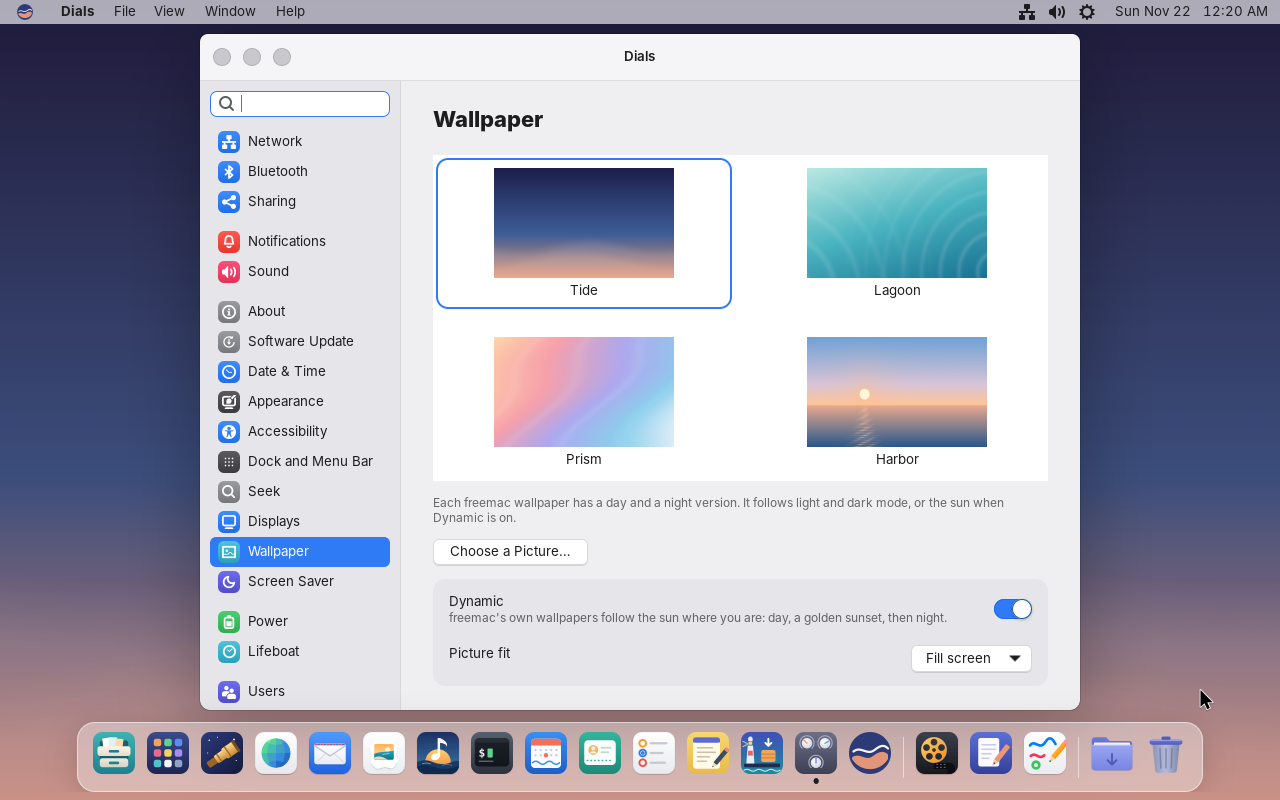 Dials File View Window Help Sun Nov 22 12:20 AM
Dials
Wallpaper
Network
Bluetooth
Sharing
Notifications
Sound
About
Software Update
Date & Time
Appearance
Accessibility
Dock and Menu Bar
Seek
Displays
Wallpaper
Screen Saver
Power
Lifeboat
Users
Tide
Lagoon
Prism
Harbor
Each freemac wallpaper has a day and a night version. It follows light and dark mode, or the sun when
Dynamic is on.
Choose a Picture...
Dynamic
freemac's own wallpapers follow the sun where you are: day, a golden sunset, then night.
Picture fit
Fill screen
$